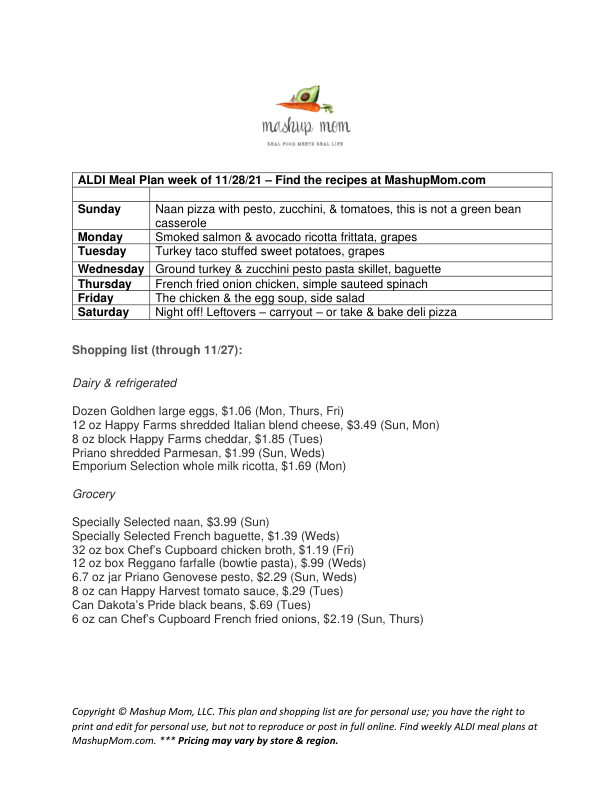 mashup mom
REAL FOOD MEETS REAL LIFE
ALDI Meal Plan week of 11/28/21 – Find the recipes at MashupMom.com
Sunday Naan pizza with pesto, zucchini, & tomatoes, this is not a green bean
casserole
Monday Smoked salmon & avocado ricotta frittata, grapes
Tuesday Turkey taco stuffed sweet potatoes, grapes
Wednesday Ground turkey & zucchini pesto pasta skillet, baguette
Thursday French fried onion chicken, simple sauteed spinach
Friday The chicken & the egg soup, side salad
Saturday Night off! Leftovers – carryout – or take & bake deli pizza
Shopping list (through 11/27):
Dairy & refrigerated
Dozen Goldhen large eggs, $1.06 (Mon, Thurs, Fri)
12 oz Happy Farms shredded Italian blend cheese, $3.49 (Sun, Mon)
8 oz block Happy Farms cheddar, $1.85 (Tues)
Priano shredded Parmesan, $1.99 (Sun, Weds)
Emporium Selection whole milk ricotta, $1.69 (Mon)
Grocery
Specially Selected naan, $3.99 (Sun)
Specially Selected French baguette, $1.39 (Weds)
32 oz box Chef’s Cupboard chicken broth, $1.19 (Fri)
12 oz box Reggano farfalle (bowtie pasta), $.99 (Weds)
6.7 oz jar Priano Genovese pesto, $2.29 (Sun, Weds)
8 oz can Happy Harvest tomato sauce, $.29 (Tues)
Can Dakota’s Pride black beans, $.69 (Tues)
6 oz can Chef’s Cupboard French fried onions, $2.19 (Sun, Thurs)
Copyright © Mashup Mom, LLC. This plan and shopping list are for personal use; you have the right to
print and edit for personal use, but not to reproduce or post in full online. Find weekly ALDI meal plans at
MashupMom.com. *** Pricing may vary by store & region.